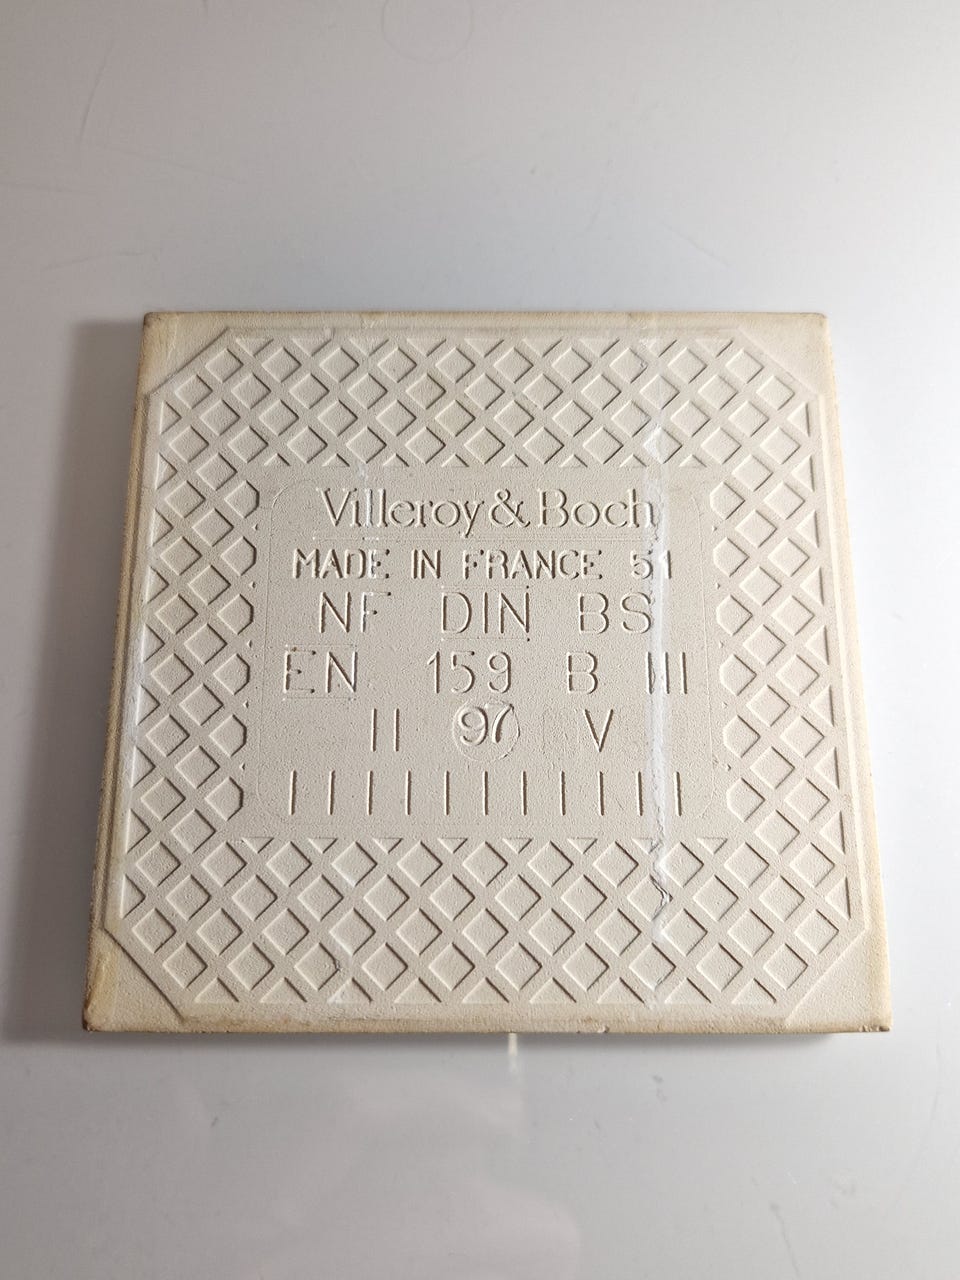 Villeroy & Boch
MADE IN FRANCE 51
NF DIN BS
EN 159 B III
II 97 V